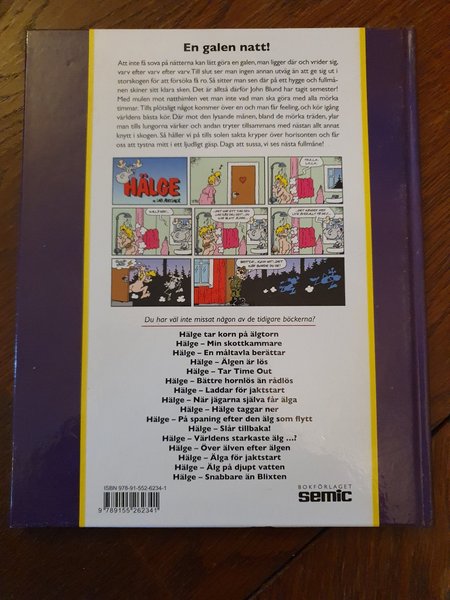 En galen natt!
Att inte få sova på nätterna kan lätt göra en galen, man ligger där och vrider sig,
varv efter varv efter varv. Till slut ser man ingen annan utväg än att ge sig ut i
storskogen för att få ro. Så sitter man sen där på ett hygge och fullmå-
nen skiner sitt klara sken. Det är alltså därför John Blund har tagit semester!
Med mulen mot natthimlen vet man inte vad man ska göra med alla mörka
timmar. Tills plötsligt något kommer över en och man får feeling, och kör igång
världens bästa kör. Där mot den lysande månen, bland de mörka träden, ylar
man tills lungorna värker och andan tryter tillsammans med nästan allt annat
knytt i skogen. Så håller vi på tills solen sakta kryper över horisonten och får
oss att tystna mitt i ett ljudligt gäsp. Dags att sussa, vi ses nästa fullmåne!
HÄLGE
Du har väl inte missat någon av de tidigare böckerna?
Hälge tar korn på älgtorn
Hälge – Min skottkammare
Hälge – En måltavla berättar
Hälge – Älgen är lös
Hälge – Tar Time Out
Hälge – Bättre hornlös än rådlös
Hälge – Laddar för jaktstart
Hälge – När jägarna själva får älga
Hälge – Hälge taggar ner
Hälge – På spaning efter den älg som flytt
Hälge – Slår tillbaka!
Hälge – Världens starkaste älg ...?
Hälge – Över älven efter älgen
Hälge – Älga för jaktstart
Hälge – Älg på djupt vatten
Hälge – Snabbare än Blixten
ISBN 978-91-552-6234-1
9 789155 262341
BOKFÖRLAGET
semic